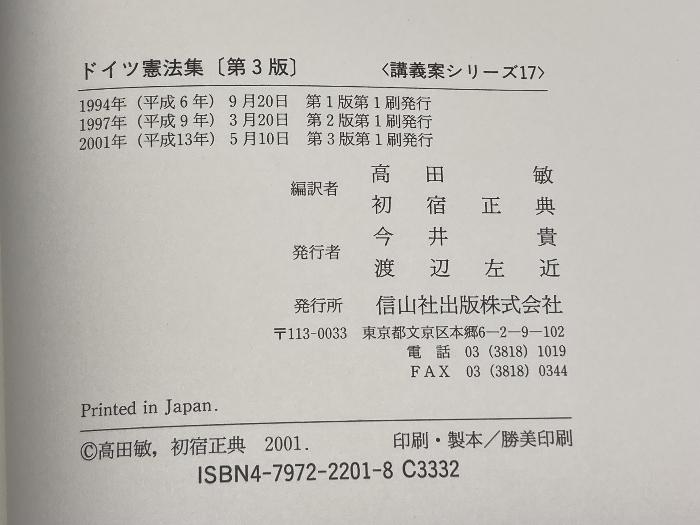 ドイツ憲法集〔第3版〕　〈講義案シリーズ17〉
1994年（平成6年）9月20日　第1版第1刷発行
1997年（平成9年）3月20日　第2版第1刷発行
2001年（平成13年）5月10日　第3版第1刷発行
編訳者　高田　敏
初宿正典
発行者　今井　貴
渡辺左近
発行所　信山社出版株式会社
〒113-0033　東京都文京区本郷6―2―9―102
電話　03（3818）1019
FAX　03（3818）0344
Printed in Japan.
©高田敏，初宿正典　2001.　印刷・製本／勝美印刷
ISBN4-7972-2201-8 C3332